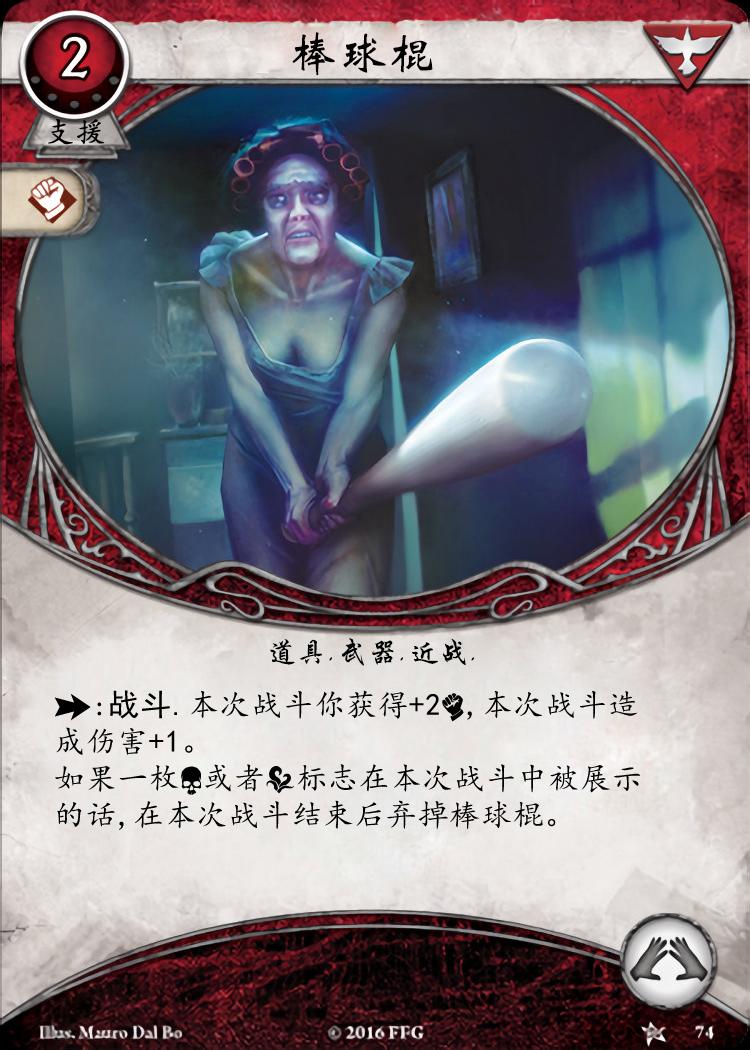 2
棒球棍
支援
道具.武器.近战.
:战斗.本次战斗你获得+2,本次战斗造
成伤害+1。
如果一枚或者标志在本次战斗中被展示
的话,在本次战斗结束后弃掉棒球棍。
Illus. Mauro Dal Bo
© 2016 FFG
74